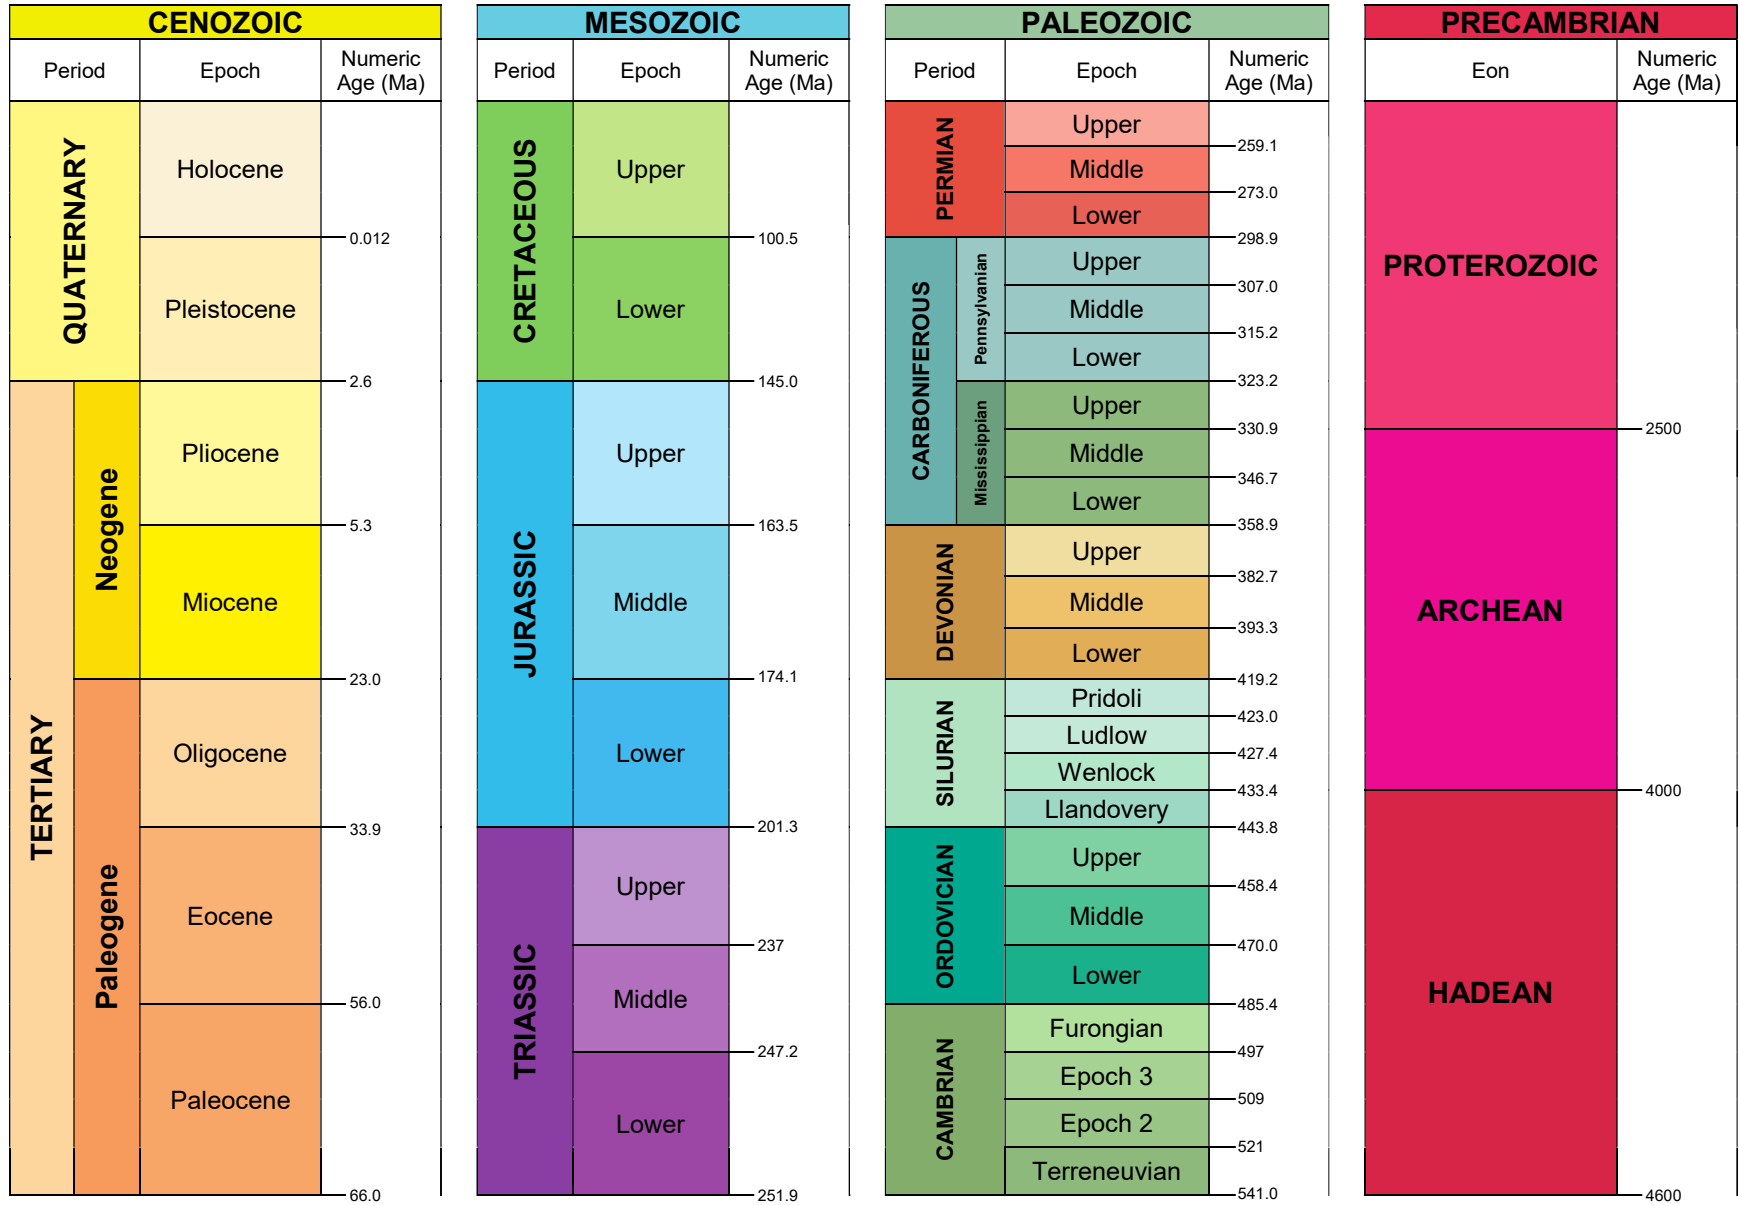 CENOZOIC
Period
Epoch
Numeric
Age (Ma)
QUATERNARY
Holocene
0.012
Pleistocene
2.6
TERTIARY
Neogene
Pliocene
5.3
Miocene
23.0
Paleogene
Oligocene
33.9
Eocene
56.0
Paleocene
66.0
MESOZOIC
Period
Epoch
Numeric
Age (Ma)
CRETACEOUS
Upper
100.5
Lower
145.0
JURASSIC
Upper
163.5
Middle
174.1
Lower
201.3
TRIASSIC
Upper
237
Middle
247.2
Lower
251.9
PALEOZOIC
Period
Epoch
Numeric
Age (Ma)
PERMIAN
Upper
259.1
Middle
273.0
Lower
298.9
CARBONIFEROUS
Pennsylvanian
Upper
307.0
Middle
315.2
Lower
323.2
Mississippian
Upper
330.9
Middle
346.7
Lower
358.9
DEVONIAN
Upper
382.7
Middle
393.3
Lower
419.2
SILURIAN
Pridoli
423.0
Ludlow
427.4
Wenlock
433.4
Llandovery
443.8
ORDOVICIAN
Upper
458.4
Middle
470.0
Lower
485.4
CAMBRIAN
Furongian
497
Epoch 3
509
Epoch 2
521
Terreneuvian
541.0
PRECAMBRIAN
Eon
Numeric
Age (Ma)
PROTEROZOIC
2500
ARCHEAN
4000
HADEAN
4600